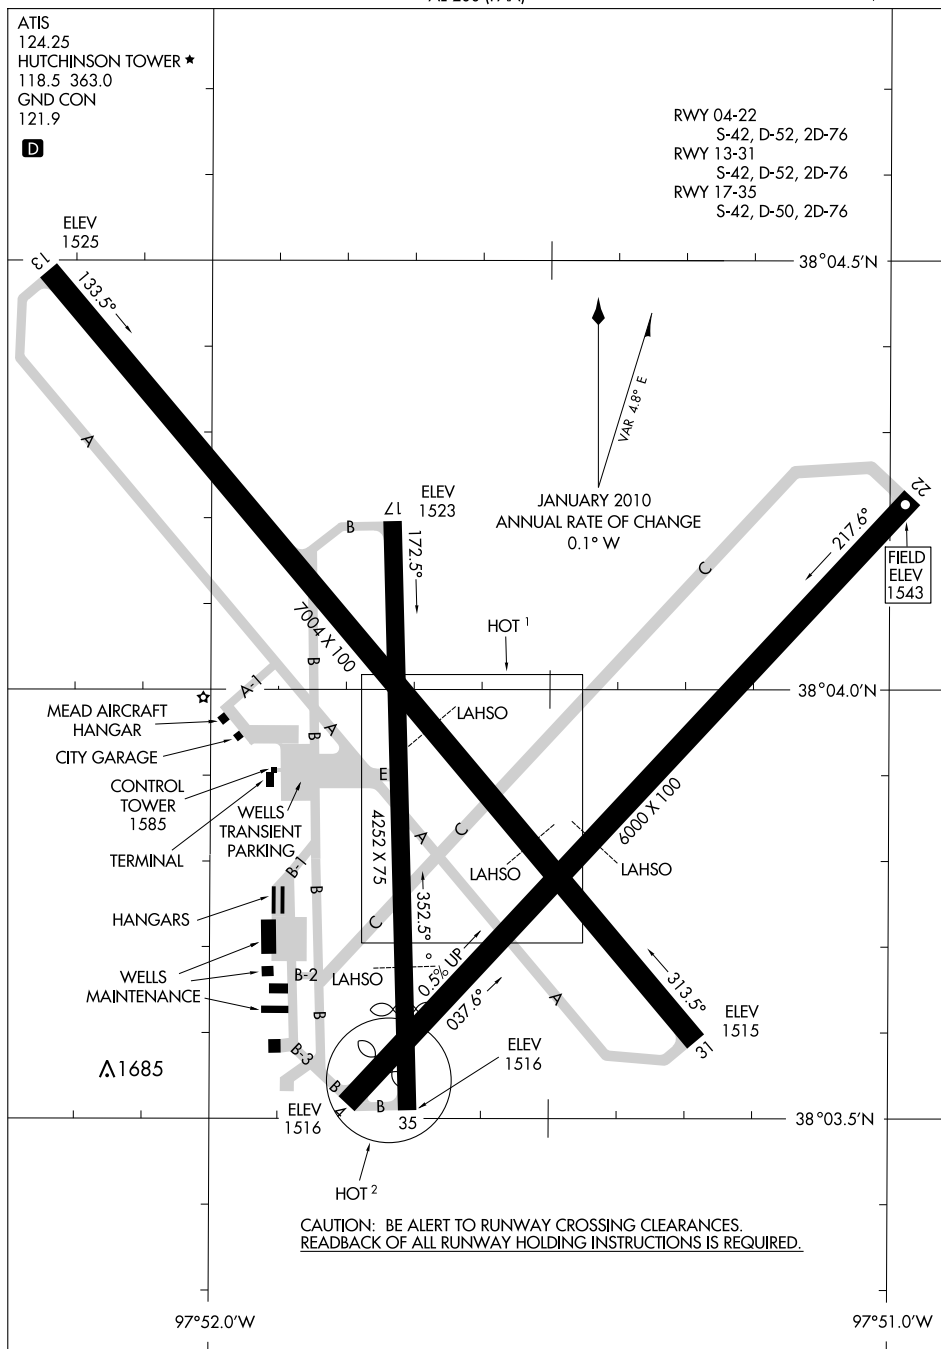 ATIS
124.25
HUTCHINSON TOWER ★
118.5 363.0
GND CON
121.9
D
RWY 04-22
S-42, D-52, 2D-76
RWY 13-31
S-42, D-52, 2D-76
RWY 17-35
S-42, D-50, 2D-76
ELEV
1525
13
133.5°
38°04.5'N
VAR 4.8° E
JANUARY 2010
ANNUAL RATE OF CHANGE
0.1° W
A
22
217.6°
FIELD
ELEV
1543
ELEV
1523
17
172.5°
B
C
7004 X 100
HOT 1
B
A-1
38°04.0'N
MEAD AIRCRAFT
HANGAR
LAHSO
A
B
CITY GARAGE
CONTROL
TOWER
1585
E
WELLS
TRANSIENT
PARKING
TERMINAL
4252 X 75
6000 X 100
C
A
B-1
LAHSO
LAHSO
B
HANGARS
352.5°
C
WELLS
MAINTENANCE
B-2
LAHSO
0.5% UP
037.6°
313.5°
A
ELEV
1515
31
B
B-3
1685
ELEV
1516
B
4
B
ELEV
1516
35
38°03.5'N
HOT 2
CAUTION: BE ALERT TO RUNWAY CROSSING CLEARANCES.
READBACK OF ALL RUNWAY HOLDING INSTRUCTIONS IS REQUIRED.
97°52.0'W
97°51.0'W